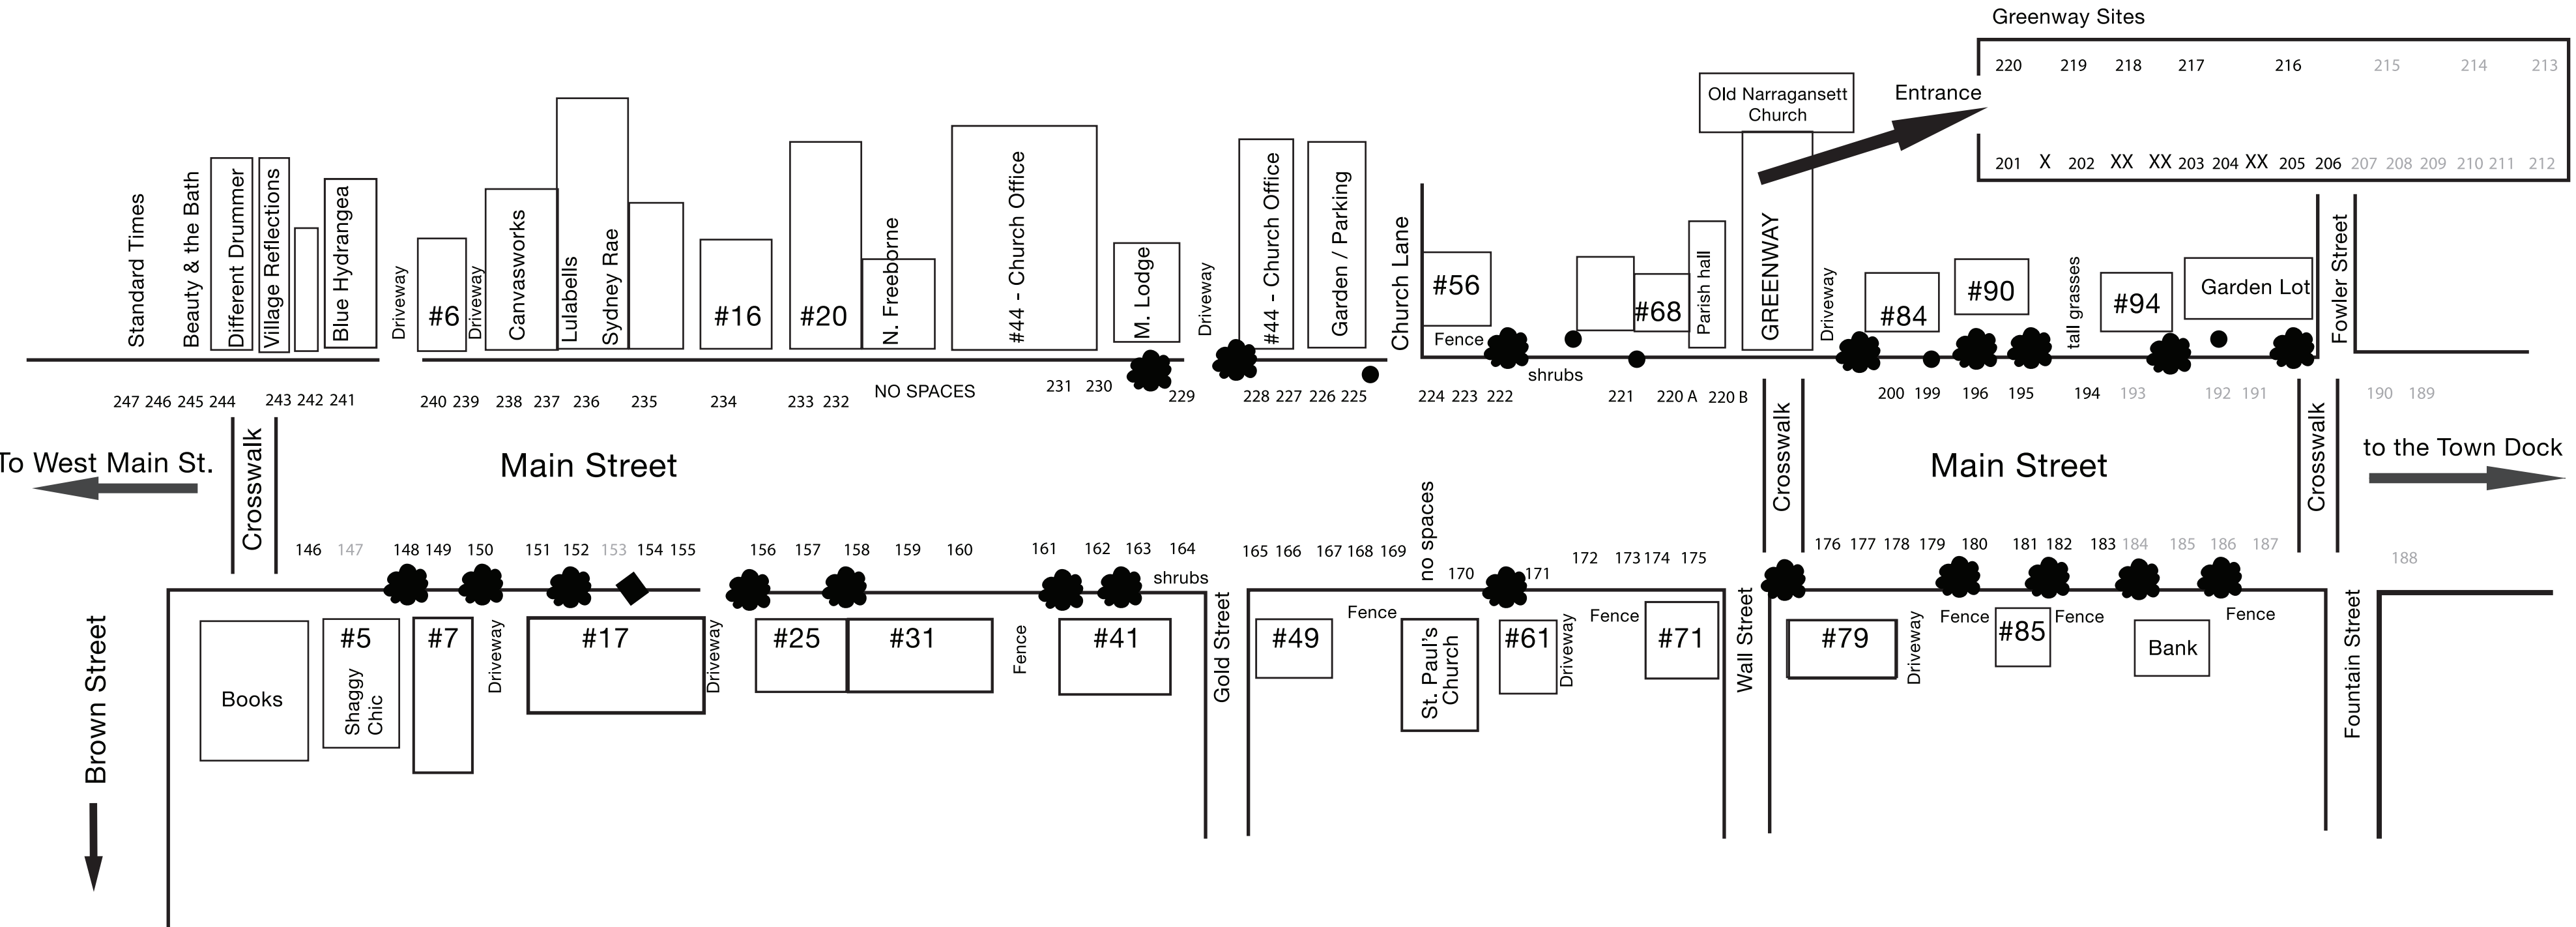 Greenway Sites
220 219 218 217 216 215 214 213
Entrance
Old Narragansett
Church
201 X 202 XX XX 203 204 XX 205 206 207 208 209 210 211 212
Standard Times
Beauty & the Bath
Different Drummer
Village Reflections
Blue Hydrangea
Driveway
#6
Driveway
Canvasworks
Lulabells
Sydney Rae
#16
#20
N. Freeborne
#44 - Church Office
M. Lodge
Driveway
#44 - Church Office
Garden / Parking
Church Lane
#56
Fence
shrubs
#68
Parish hall
GREENWAY
Driveway
#84
#90
tall grasses
#94
Garden Lot
Fowler Street
247 246 245 244 243 242 241 240 239 238 237 236 235 234 233 232 NO SPACES 231 230 229 228 227 226 225 224 223 222 221 220 A 220 B 200 199 196 195 194 193 192 191 190 189
To West Main St.
Crosswalk
Main Street
no spaces
Crosswalk
Main Street
Crosswalk
to the Town Dock
146 147 148 149 150 151 152 153 154 155 156 157 158 159 160 161 162 163 164 165 166 167 168 169 170 171 172 173 174 175 176 177 178 179 180 181 182 183 184 185 186 187 188
shrubs
Brown Street
Books
#5
Shaggy
Chic
#7
Driveway
#17
Driveway
#25
#31
Fence
#41
Gold Street
#49
Fence
St. Paul's
Church
#61
Driveway
Fence
#71
Wall Street
#79
Driveway
Fence
#85
Fence
Bank
Fence
Fountain Street